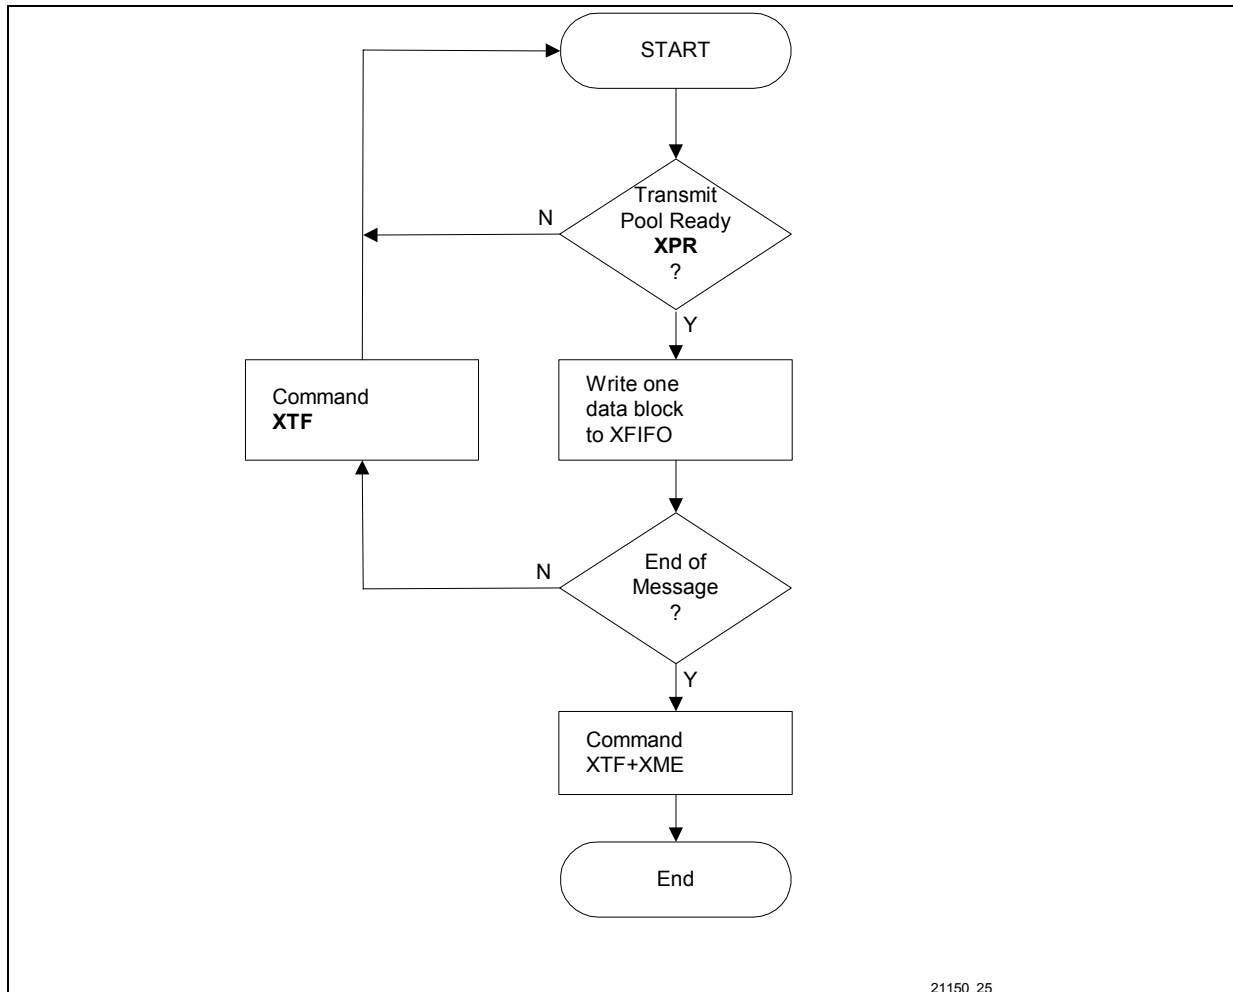 START
Transmit
Pool Ready
XPR
?
N
Y
Command
XTF
Write one
data block
to XFIFO
End of
Message
?
N
Y
Command
XTF+XME
End
21150_25